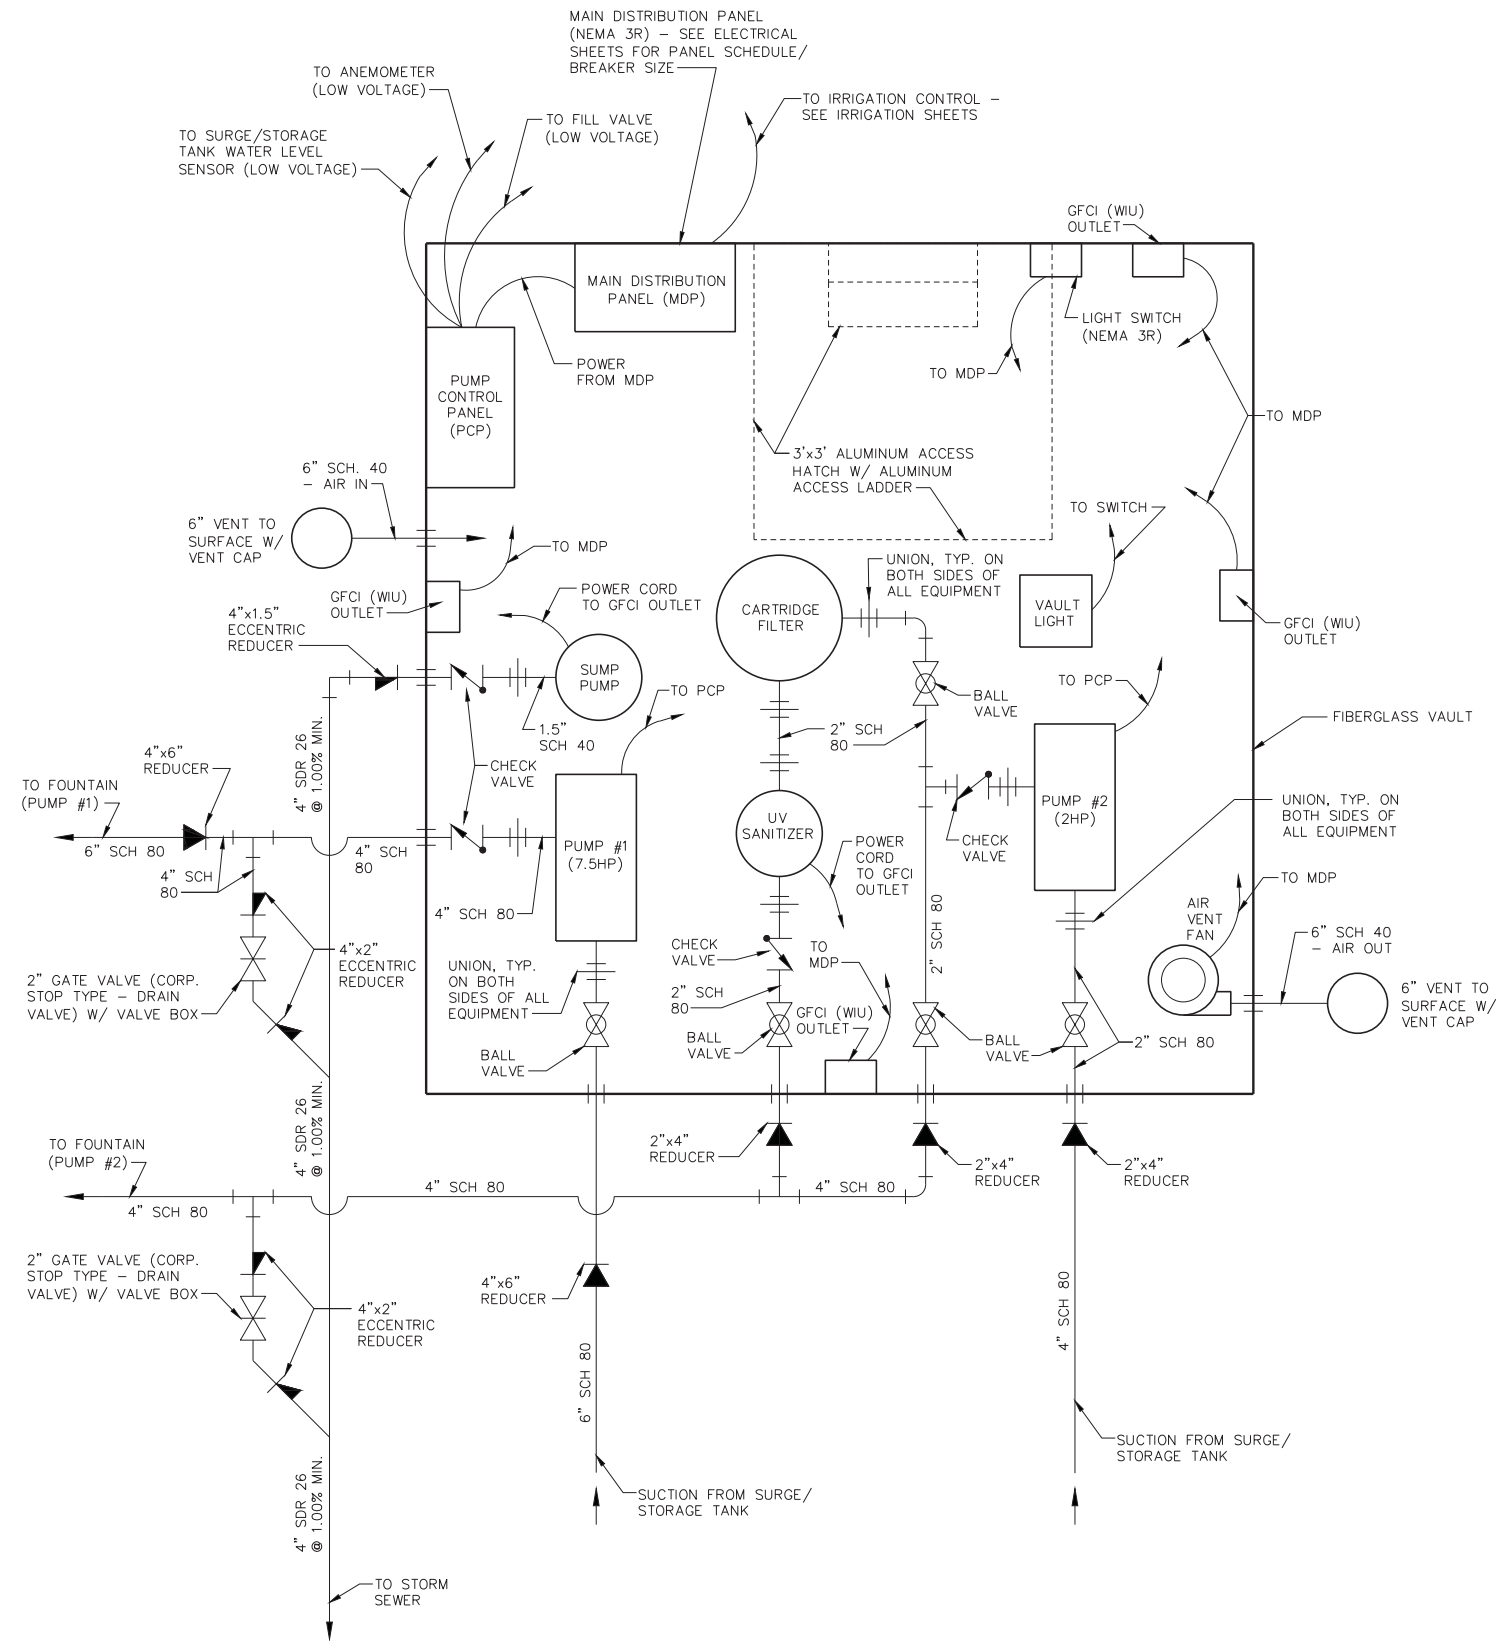 MAIN DISTRIBUTION PANEL
(NEMA 3R) – SEE ELECTRICAL
SHEETS FOR PANEL SCHEDULE/
BREAKER SIZE
TO ANEMOMETER
(LOW VOLTAGE)
TO IRRIGATION CONTROL –
SEE IRRIGATION SHEETS
TO FILL VALVE
(LOW VOLTAGE)
TO SURGE/STORAGE
TANK WATER LEVEL
SENSOR (LOW VOLTAGE)
GFCI (WIU)
OUTLET
MAIN DISTRIBUTION
PANEL (MDP)
LIGHT SWITCH
(NEMA 3R)
POWER
FROM MDP
TO MDP
PUMP
CONTROL
PANEL
(PCP)
TO MDP
3'x3' ALUMINUM ACCESS
HATCH W/ ALUMINUM
ACCESS LADDER
6" SCH. 40
– AIR IN
TO SWITCH
6" VENT TO
SURFACE W/
VENT CAP
TO MDP
UNION, TYP. ON
BOTH SIDES OF
ALL EQUIPMENT
POWER CORD
TO GFCI OUTLET
GFCI (WIU)
OUTLET
CARTRIDGE
FILTER
VAULT
LIGHT
4"x1.5"
ECCENTRIC
REDUCER
GFCI (WIU)
OUTLET
SUMP
PUMP
TO PCP
TO PCP
BALL
VALVE
FIBERGLASS VAULT
1.5"
SCH 40
2" SCH
80
4" SDR 26
@ 1.00% MIN.
4"x6"
REDUCER
CHECK
VALVE
TO FOUNTAIN
(PUMP #1)
PUMP #2
(2HP)
UNION, TYP. ON
BOTH SIDES OF
ALL EQUIPMENT
UV
SANITIZER
6" SCH 80
4" SCH
80
PUMP #1
(7.5HP)
CHECK
VALVE
POWER
CORD
TO GFCI
OUTLET
4" SCH
80
TO MDP
4" SCH 80
2" SCH 80
AIR
VENT
FAN
6" SCH 40
– AIR OUT
4"x2"
ECCENTRIC
REDUCER
CHECK
VALVE
TO
MDP
UNION, TYP.
ON BOTH
SIDES OF ALL
EQUIPMENT
2" GATE VALVE (CORP.
STOP TYPE – DRAIN
VALVE) W/ VALVE BOX
2" SCH
80
6" VENT TO
SURFACE W/
VENT CAP
GFCI (WIU)
OUTLET
BALL
VALVE
BALL
VALVE
2" SCH 80
BALL
VALVE
4" SDR 26
@ 1.00% MIN.
TO FOUNTAIN
(PUMP #2)
2"x4"
REDUCER
2"x4"
REDUCER
2"x4"
REDUCER
4" SCH 80
4" SCH 80
4" SCH 80
2" GATE VALVE (CORP.
STOP TYPE – DRAIN
VALVE) W/ VALVE BOX
4"x6"
REDUCER
4"x2"
ECCENTRIC
REDUCER
6" SCH 80
4" SCH 80
SUCTION FROM SURGE/
STORAGE TANK
4" SDR 26
@ 1.00% MIN.
SUCTION FROM SURGE/
STORAGE TANK
TO STORM
SEWER